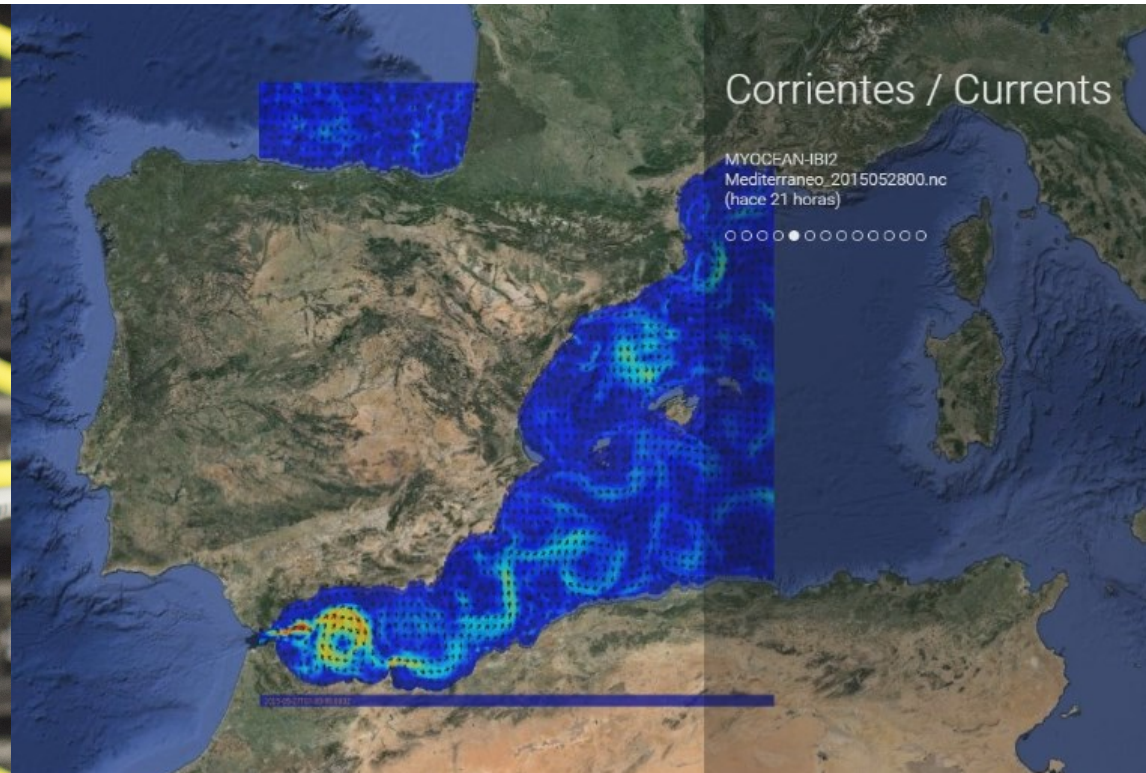 Corrientes / Currents
MYOCEAN-IBI2
Mediterraneo_2015052800.nc
(hace 21 horas)